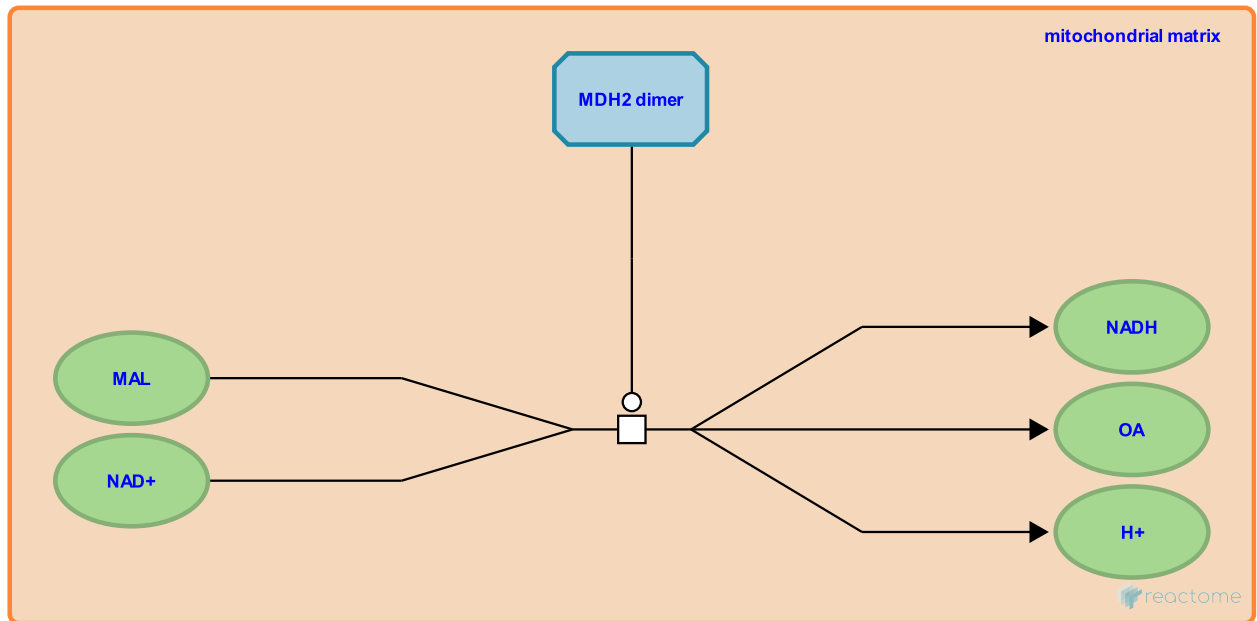 mitochondrial matrix
MDH2 dimer
MAL
NAD+
NADH
OA
H+
reactome